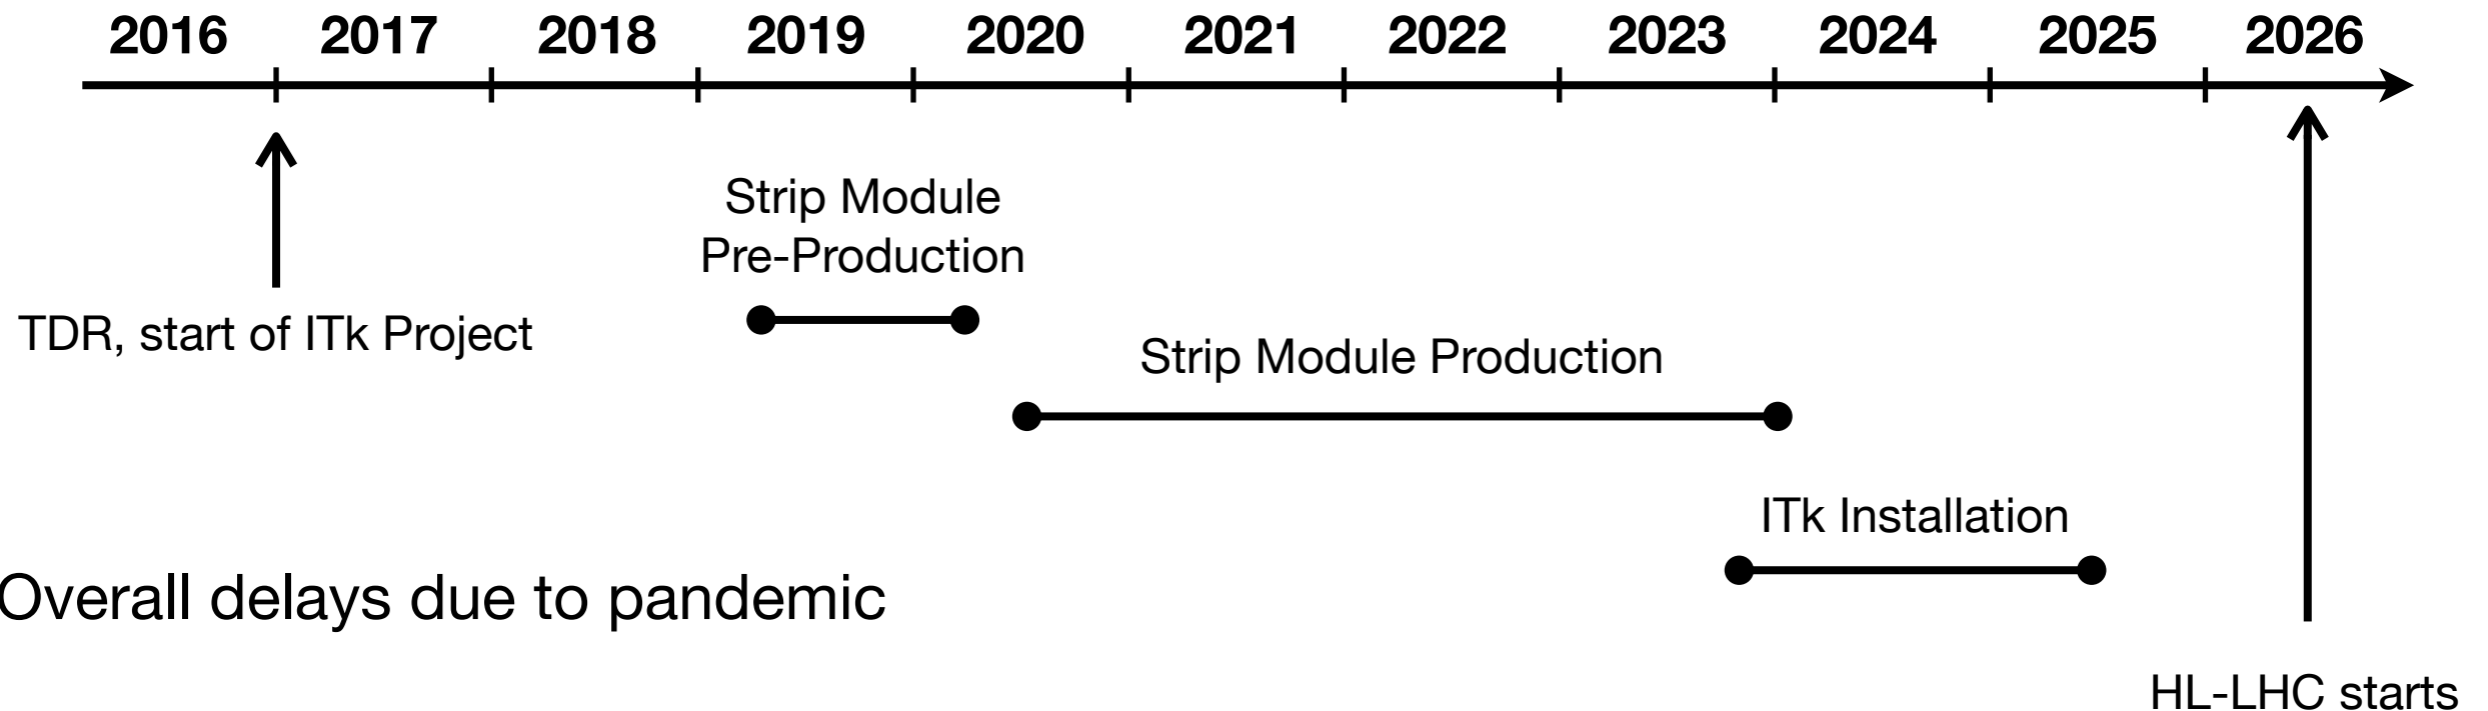 2016 2017 2018 2019 2020 2021 2022 2023 2024 2025 2026
Strip Module
Pre-Production
TDR, start of ITk Project
Strip Module Production
ITk Installation
Overall delays due to pandemic
HL-LHC starts